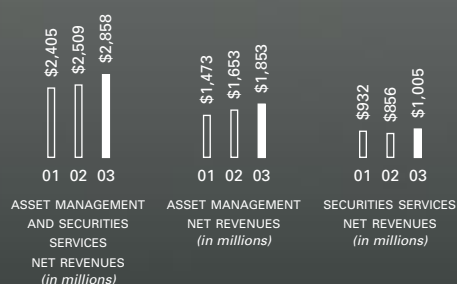 $2,405 $2,509 $2,858
01 02 03
ASSET MANAGEMENT
AND SECURITIES
SERVICES
NET REVENUES
(in millions)
$1,473 $1,653 $1,853
01 02 03
ASSET MANAGEMENT
NET REVENUES
(in millions)
$932 $856 $1,005
01 02 03
SECURITIES SERVICES
NET REVENUES
(in millions)